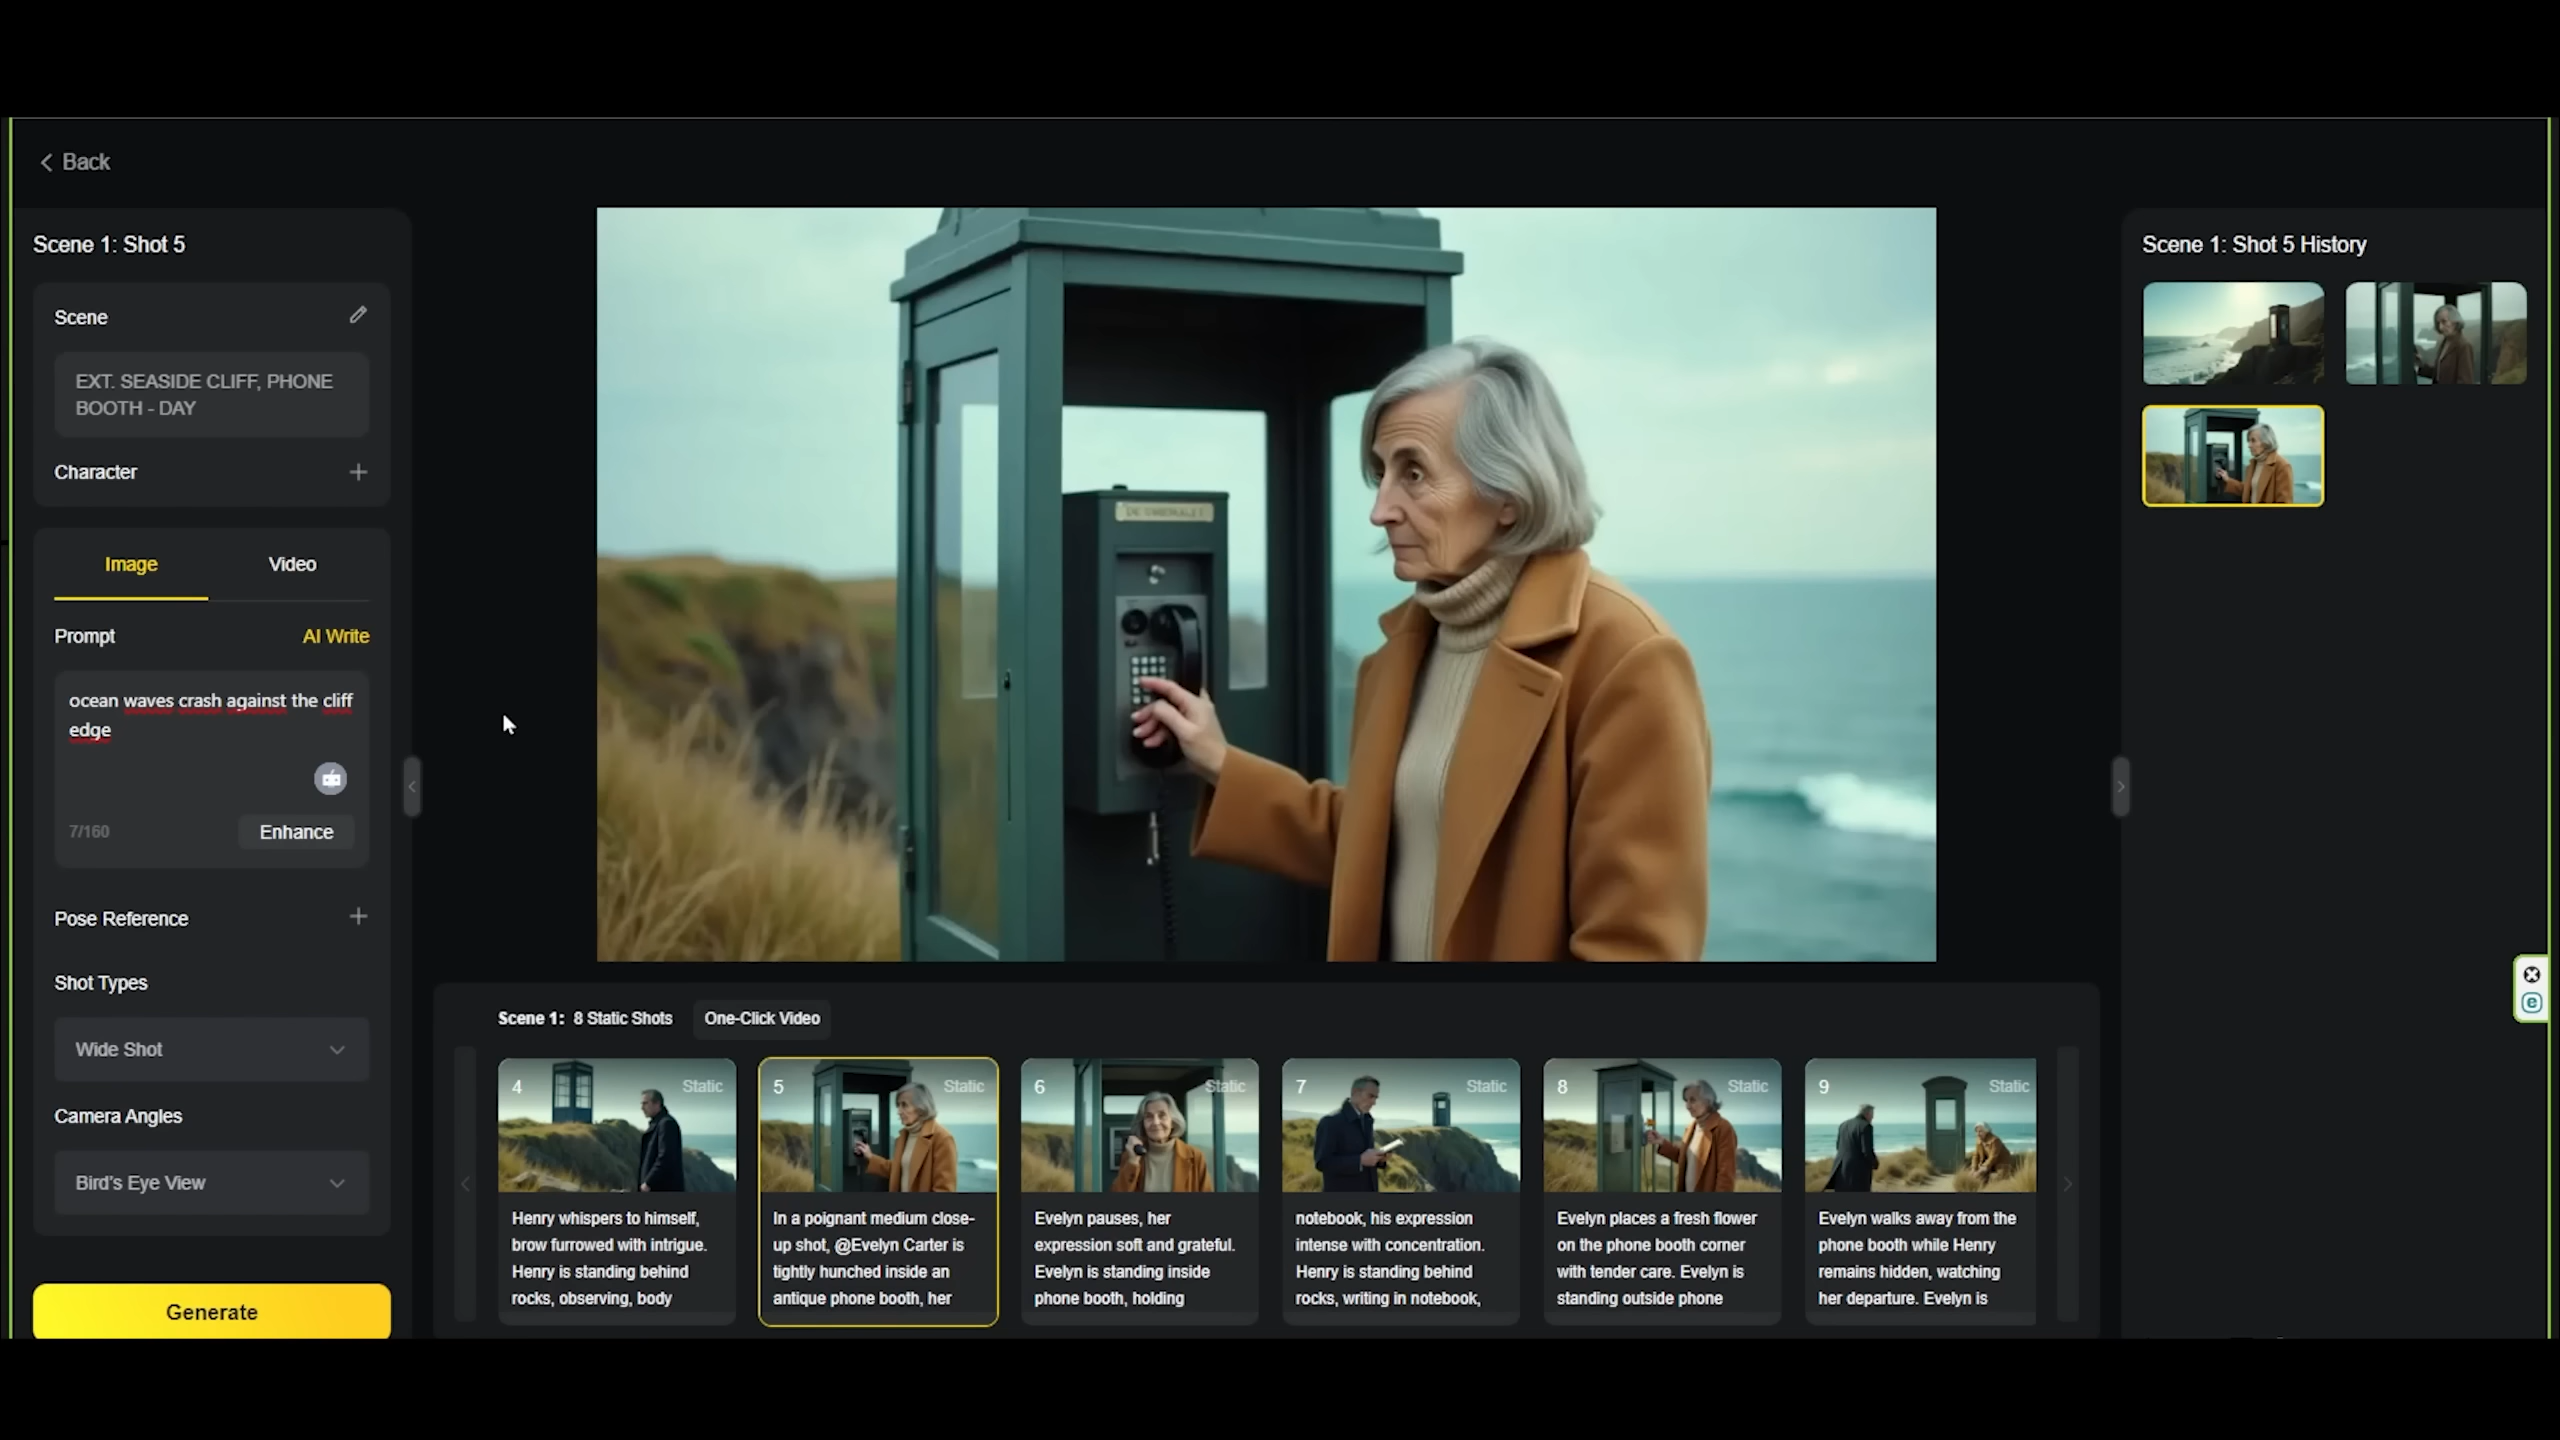 Back
Scene 1: Shot 5
Scene
EXT. SEASIDE CLIFF, PHONE
BOOTH - DAY
Character
Image
Video
Prompt
AI Write
ocean waves crash against the cliff
edge
7/160
Enhance
Pose Reference
Shot Types
Wide Shot
Camera Angles
Bird's Eye View
Generate
Scene 1: 8 Static Shots
One-Click Video
4
Static
Henry whispers to himself,
brow furrowed with intrigue.
Henry is standing behind
rocks, observing, body
5
Static
In a poignant medium close-
up shot, @Evelyn Carter is
tightly hunched inside an
antique phone booth, her
6
Static
Evelyn pauses, her
expression soft and grateful.
Evelyn is standing inside
phone booth, holding
7
Static
notebook, his expression
intense with concentration.
Henry is standing behind
rocks, writing in notebook,
8
Static
Evelyn places a fresh flower
on the phone booth corner
with tender care. Evelyn is
standing outside phone
9
Static
Evelyn walks away from the
phone booth while Henry
remains hidden, watching
her departure. Evelyn is
Scene 1: Shot 5 History